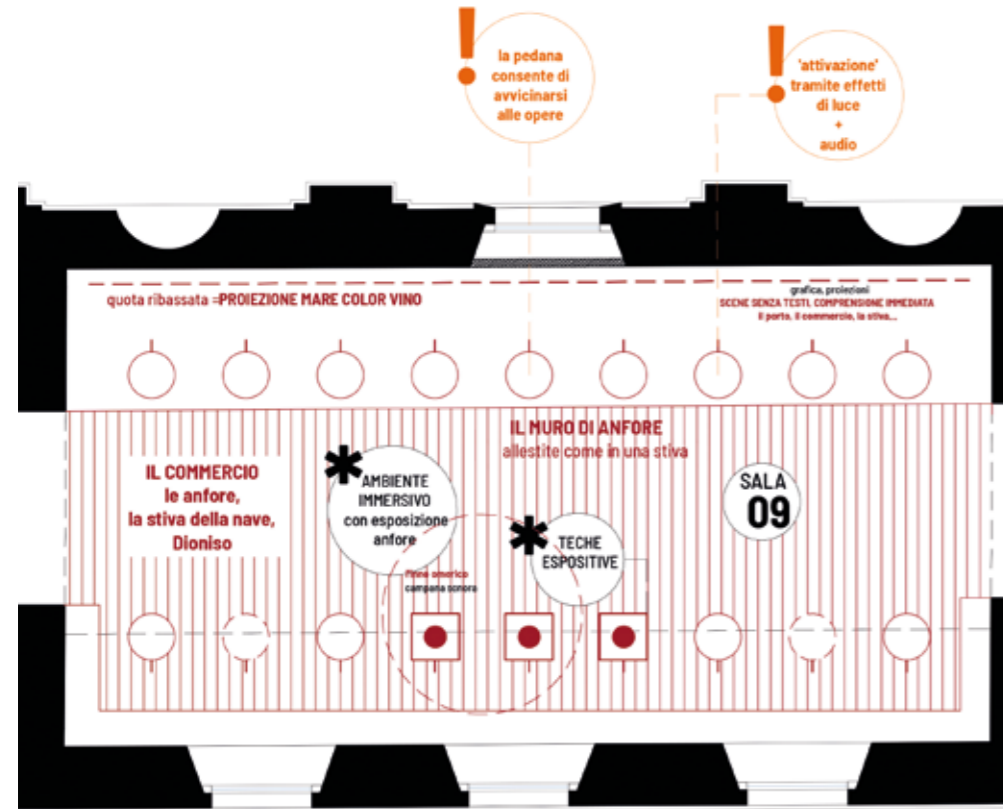 la pedana
consente di
avvicinarsi
alle opere
'attivazione'
tramite effetti
di luce
+
audio
quota ribassata =PROIEZIONE MARE COLOR VINO
grafica, proiezioni
SCENE SENZA TESTI, COMPRENSIONE IMMEDIATA
il porto, il commercio, la stiva...
IL MURO DI ANFORE
allestite come in una stiva
IL COMMERCIO
le anfore,
la stiva della nave,
Dioniso
AMBIENTE
IMMERSIVO
con esposizione
anfore
SALA
09
TECHE
ESPOSITIVE
l'inno omerico
campana sonora